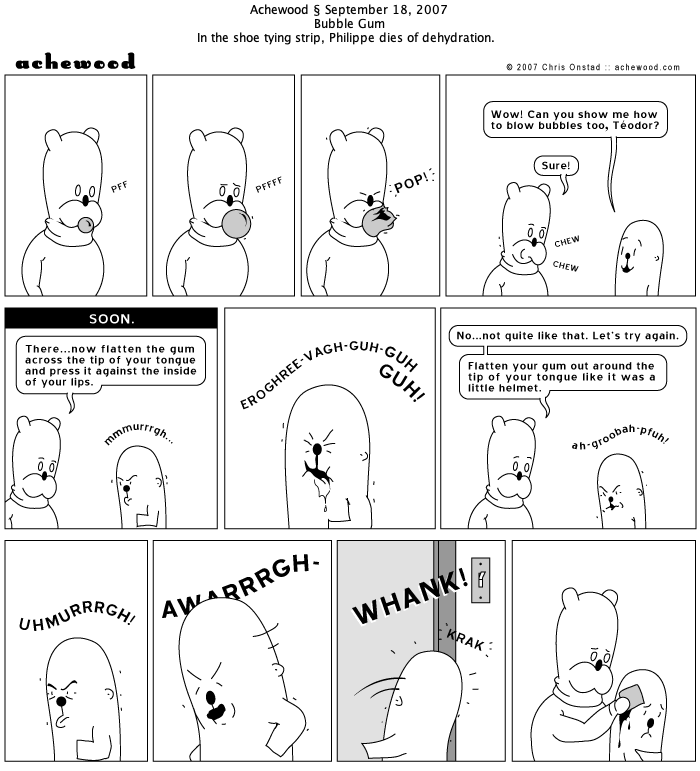 Achewood § September 18, 2007
Bubble Gum
In the shoe tying strip, Philippe dies of dehydration.
achewood
© 2007 Chris Onstad :: achewood.com
PFF
PFFFF
POP!
Wow! Can you show me how
to blow bubbles too, Téodor?
Sure!
CHEW
CHEW
SOON.
There...now flatten the gum
across the tip of your tongue
and press it against the inside
of your lips.
mmmurrrgh...
EROGHREE-VAGH-GUH-GUH
GUH!
No...not quite like that. Let's try again.
Flatten your gum out around the
tip of your tongue like it was a
little helmet.
ah-groobah-pfuh!
UHMURRRGH!
AWARRRGH-
WHANK!
KRAK